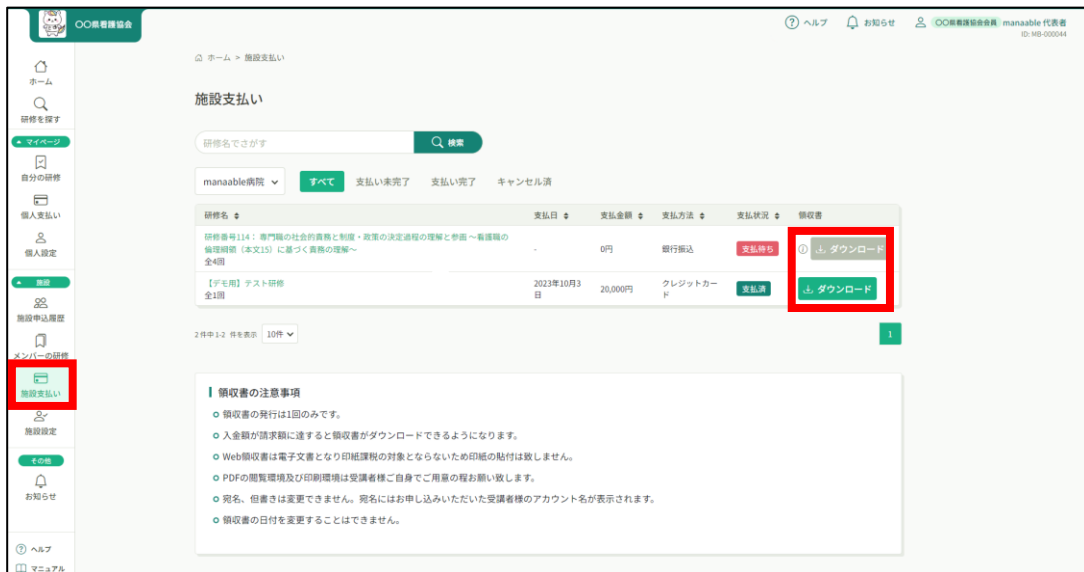 〇〇県看護協会
ヘルプ
お知らせ
〇〇県看護協会会員 manaable 代表者
ID: MB-000044
ホーム
研修を探す
マイページ
自分の研修
個人支払い
個人設定
施設
施設申込履歴
メンバーの研修
施設支払い
施設設定
その他
お知らせ
ヘルプ
マニュアル
ホーム > 施設支払い
施設支払い
研修名でさがす
検索
manaable病院 すべて 支払い未完了 支払い完了 キャンセル済
研修名 支払日 支払金額 支払方法 支払状況 領収書
研修番号114： 専門職の社会的責務と制度・政策の決定過程の理解と参画 ～看護職の
倫理綱領（本文15）に基づく責務の理解～
全4回
- 0円 銀行振込 支払待ち ダウンロード
【デモ用】テスト研修
全1回
2023年10月3
日
20,000円
クレジットカー
ド
支払済
ダウンロード
2 件中 1-2 件を表示 10件
1
領収書の注意事項
領収書の発行は1回のみです。
入金額が請求額に達すると領収書がダウンロードできるようになります。
Web領収書は電子文書となり印紙課税の対象とならないため印紙の貼付は致しません。
PDFの閲覧環境及び印刷環境は受講者様ご自身でご用意の程お願い致します。
宛名、但書きは変更できません。宛名にはお申し込みいただいた受講者様のアカウント名が表示されます。
領収書の日付を変更することはできません。